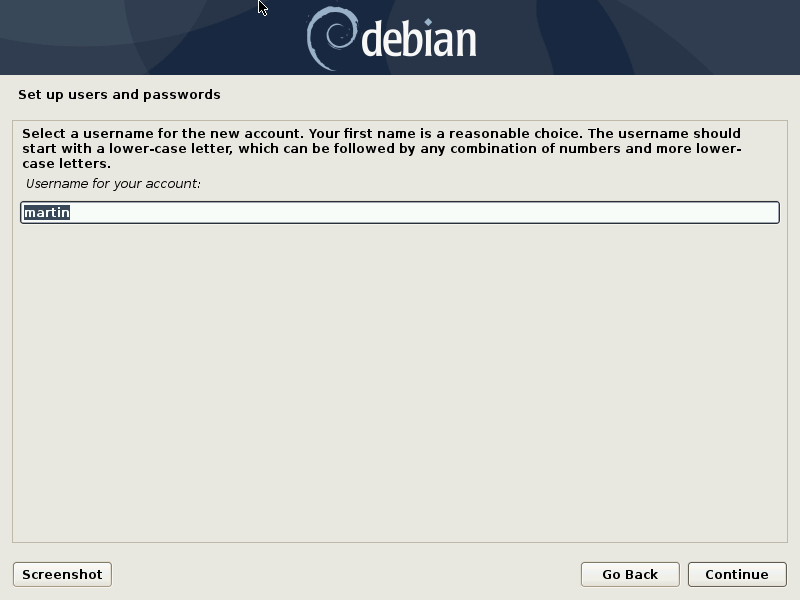 debian
Set up users and passwords
Select a username for the new account. Your first name is a reasonable choice. The username should
start with a lower-case letter, which can be followed by any combination of numbers and more lower-
case letters.
Username for your account:
martin
Screenshot
Go Back
Continue